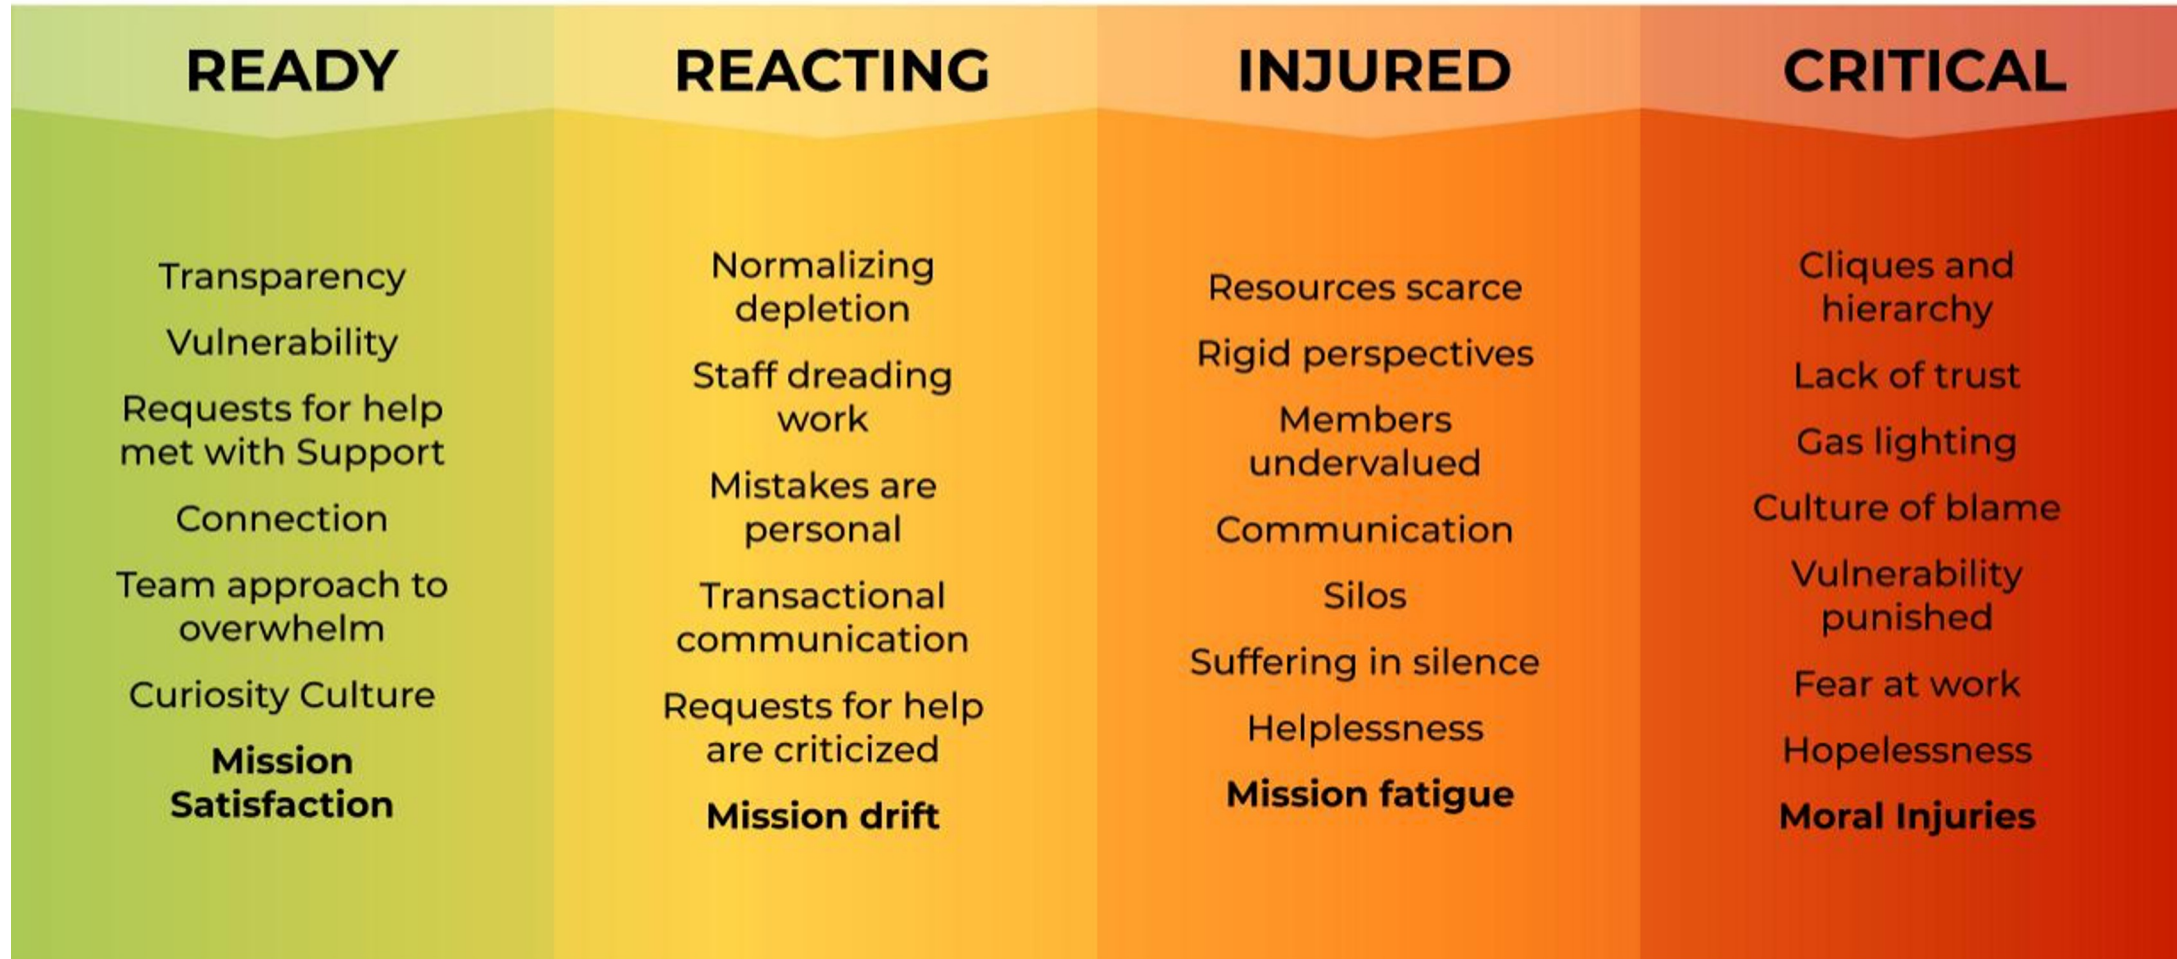 READY
Transparency
Vulnerability
Requests for help
met with Support
Connection
Team approach to
overwhelm
Curiosity Culture
Mission
Satisfaction
REACTING
Normalizing
depletion
Staff dreading
work
Mistakes are
personal
Transactional
communication
Requests for help
are criticized
Mission drift
INJURED
Resources scarce
Rigid perspectives
Members
undervalued
Communication
Silos
Suffering in silence
Helplessness
Mission fatigue
CRITICAL
Cliques and
hierarchy
Lack of trust
Gas lighting
Culture of blame
Vulnerability
punished
Fear at work
Hopelessness
Moral Injuries